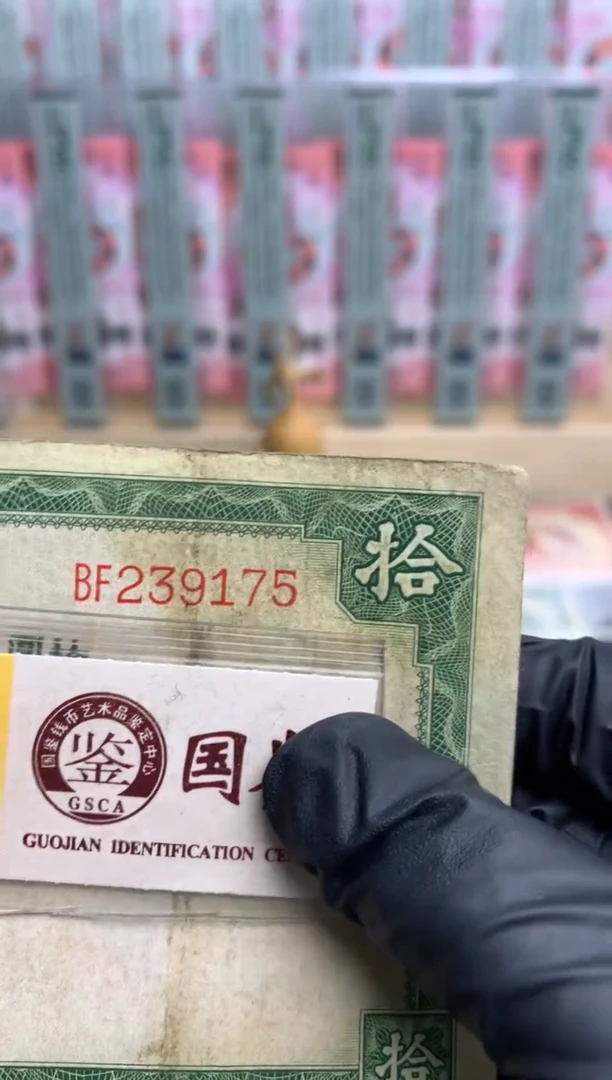 拾
BF239175
国鉴钱币艺术品鉴定中心
鉴
GSCA
国
GUOJIAN IDENTIFICATION
拾